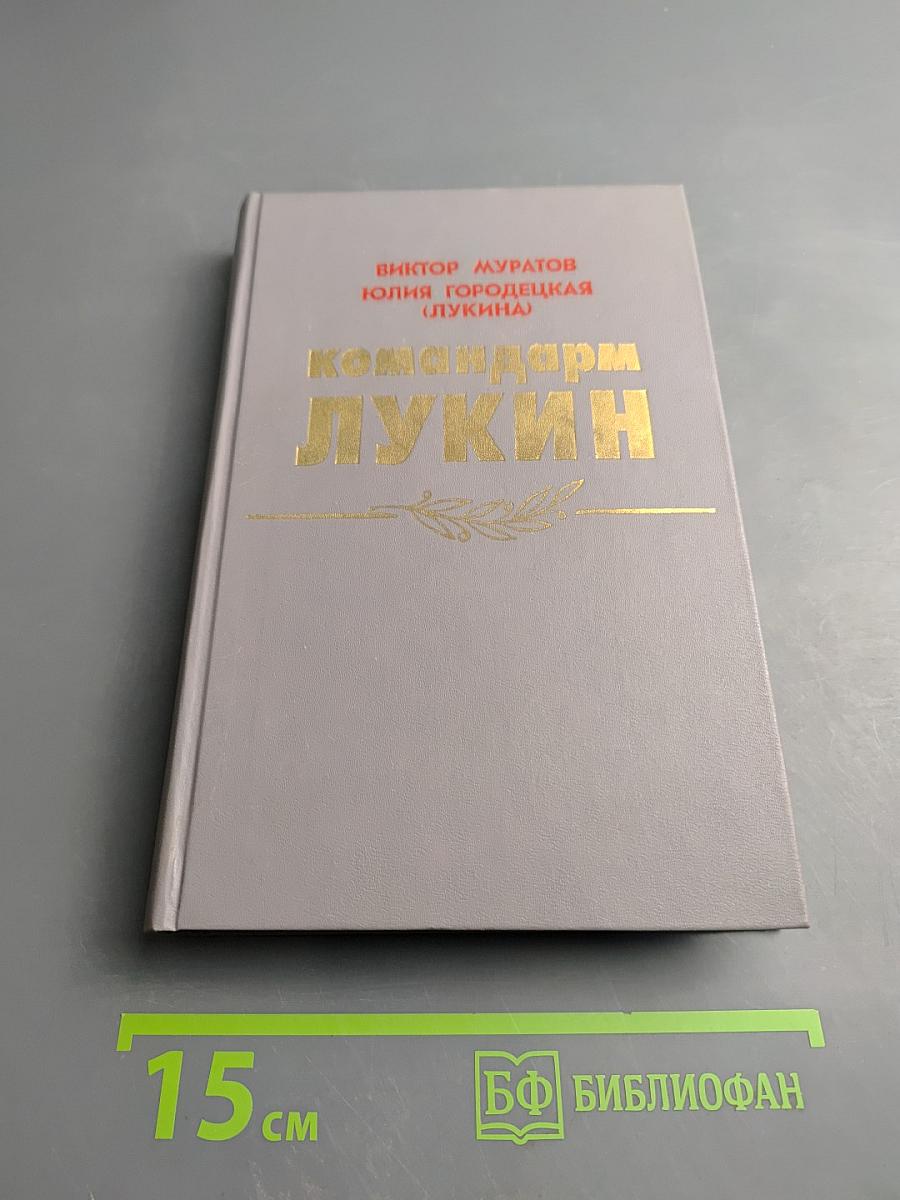 ВИКТОР МУРАТОВ
ЮЛИЯ ГОРОДЕЦКАЯ
(ЛУКИНА)
командарм
ЛУКИН
15 см
БФ БИБЛИОФАН